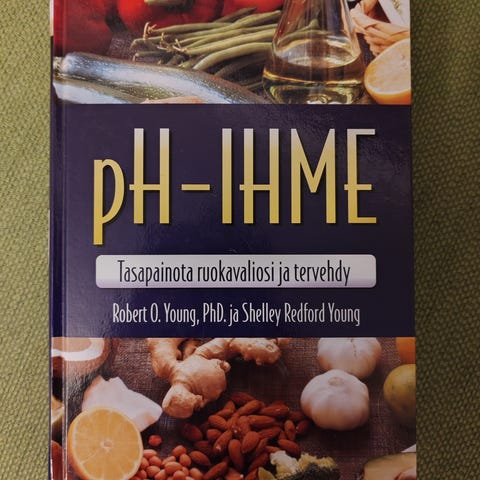 pH-IHME
Tasapainota ruokavaliosi ja tervehdy
Robert O. Young, PhD. ja Shelley Redford Young